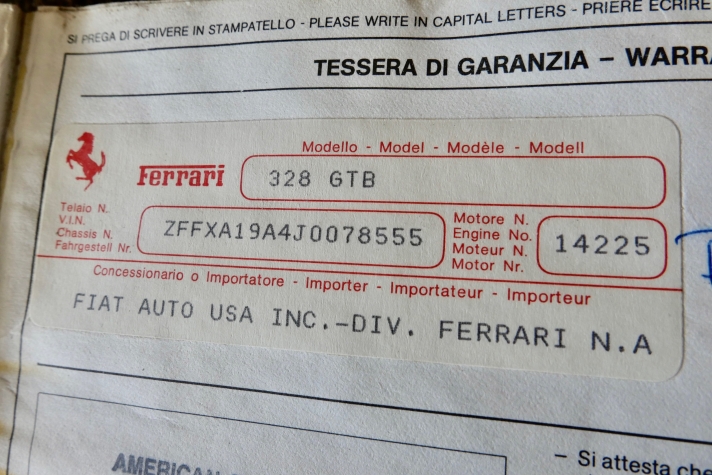 SI PREGA DI SCRIVERE IN STAMPATELLO - PLEASE WRITE IN CAPITAL LETTERS - PRIERE ECRIRE
TESSERA DI GARANZIA – WARRA
Modello - Model - Modèle - Modell
Ferrari 328 GTB
Telaio N.
V.I.N.
Chassis N.
Fahrgestell Nr.
ZFFXA19A4J0078555
Motore N.
Engine No.
Moteur N.
Motor Nr.
14225
Concessionario o Importatore - Importer - Importateur - Importeur
FIAT AUTO USA INC.-DIV. FERRARI N.A
AMERICAN
– Si attesta che